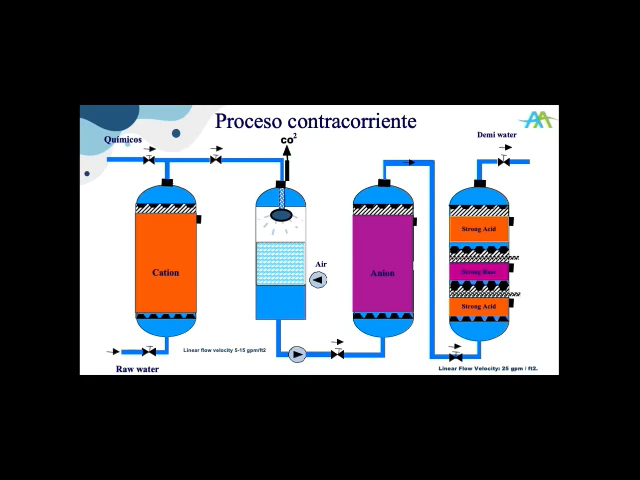 Proceso contracorriente
Químicos
co2
Demi water
Strong Acid
Air
Cation
Anion
Strong Base
Strong Acid
Linear flow velocity 5-15 gpm/ft2
Raw water
Linear Flow Velocity: 25 gpm / ft2.